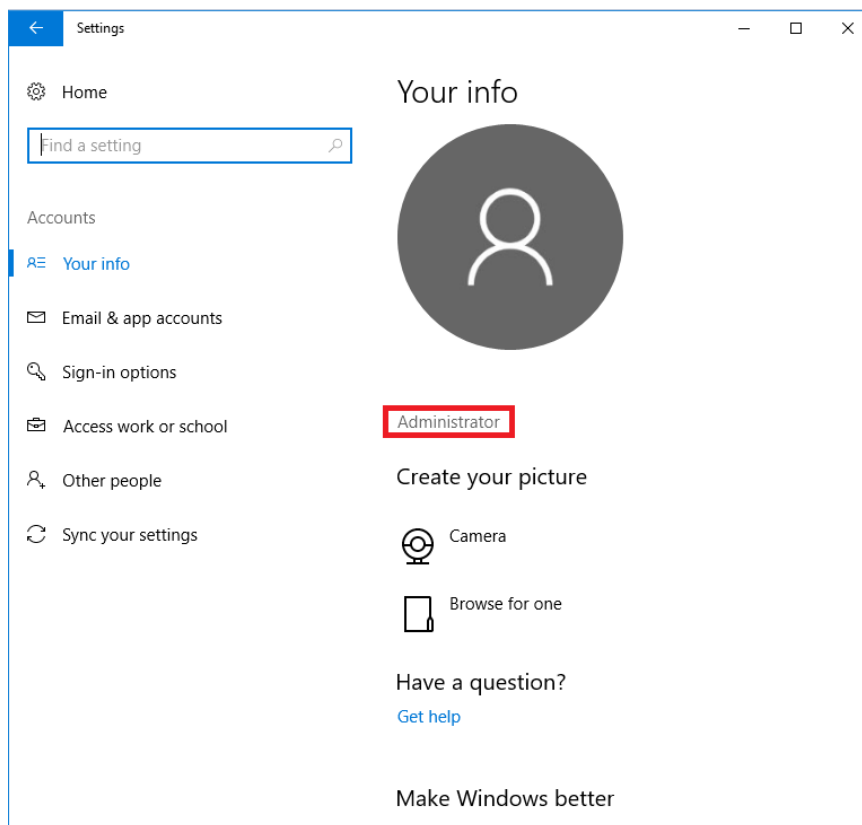 Settings
Home
Find a setting
Accounts
Your info
Email & app accounts
Sign-in options
Access work or school
Other people
Sync your settings
Your info
Administrator
Create your picture
Camera
Browse for one
Have a question?
Get help
Make Windows better